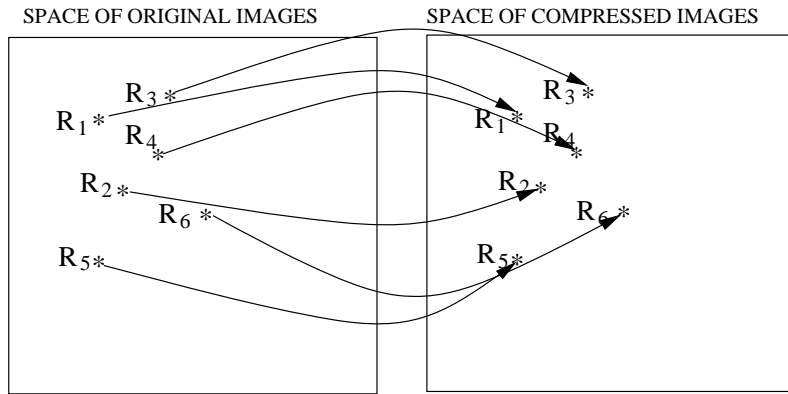 SPACE OF ORIGINAL IMAGES
SPACE OF COMPRESSED IMAGES
R3 *
R1 *
R4 *
R2 *
R6 *
R5 *
R3 *
R1 *
R4 *
R2 *
R6 *
R5 *